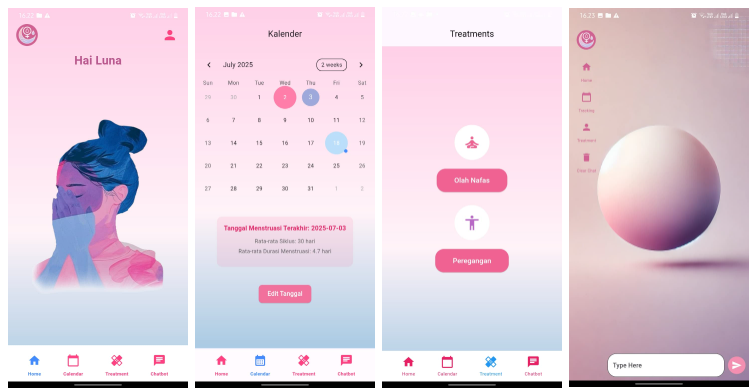 16.22
Hai Luna
Home
Calendar
Treatment
Chatbot
16.23
Kalender
July 2025
2 weeks
Sun Mon Tue Wed Thu Fri Sat
29 30 1 2 3 4 5
6 7 8 9 10 11 12
13 14 15 16 17 18 19
20 21 22 23 24 25 26
27 28 29 30 31 1 2
Tanggal Menstruasi Terakhir: 2025-07-03
Rata-rata Siklus: 30 hari
Rata-rata Durasi Menstruasi: 4.7 hari
Edit Tanggal
Home
Calendar
Treatment
Chatbot
Treatments
Olah Nafas
Peregangan
Home
Calendar
Treatment
Chatbot
16.23
Home
Treatment
Type Here